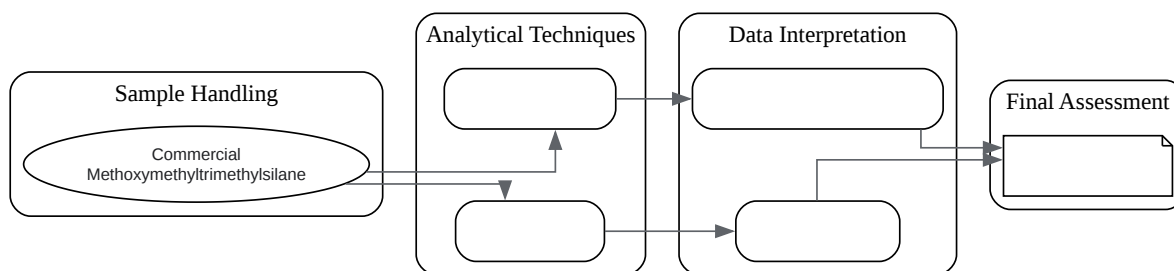 Sample Handling
Commercial
Methoxymethyltrimethylsilane
Analytical Techniques
Data Interpretation
Final Assessment